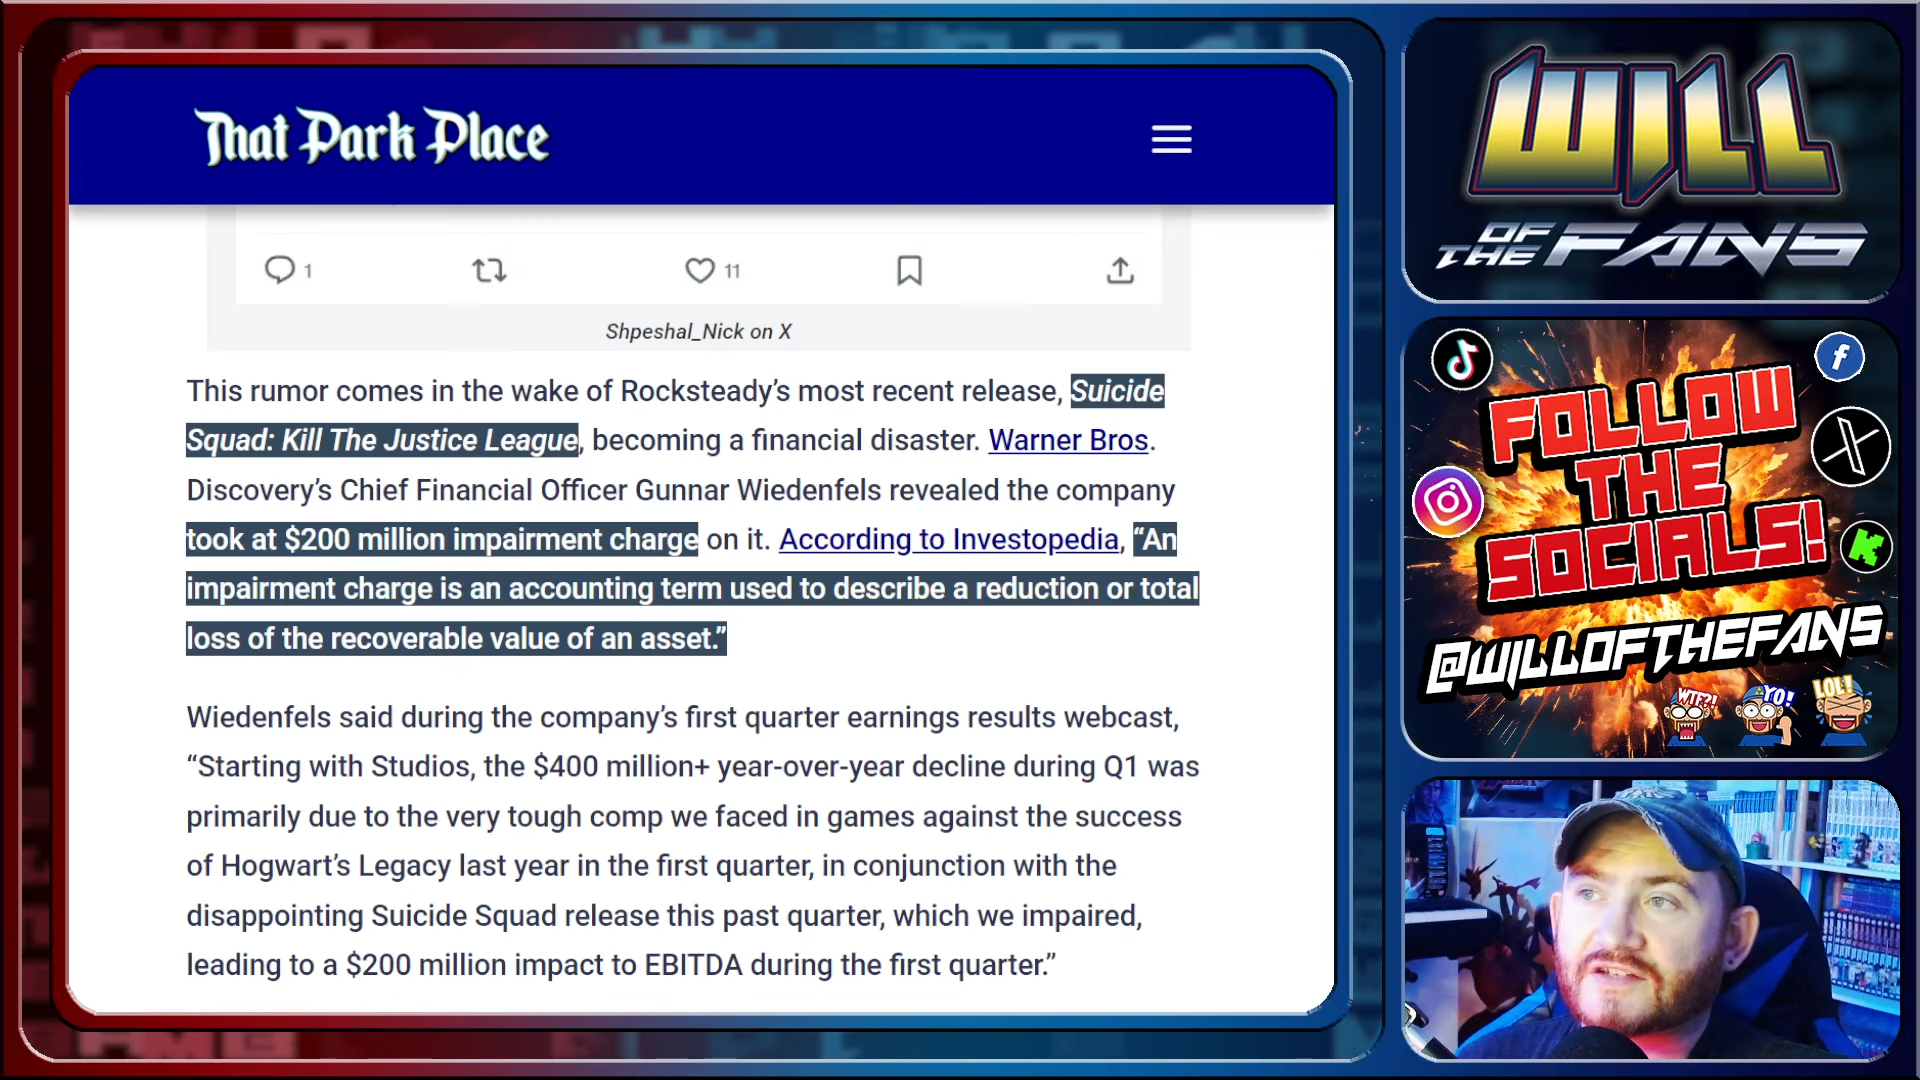 That Park Place
1
11
Shpeshal_Nick on X
This rumor comes in the wake of Rocksteady’s most recent release, Suicide
Squad: Kill The Justice League, becoming a financial disaster. Warner Bros.
Discovery’s Chief Financial Officer Gunnar Wiedenfels revealed the company
took at $200 million impairment charge on it. According to Investopedia, “An
impairment charge is an accounting term used to describe a reduction or total
loss of the recoverable value of an asset.”
Wiedenfels said during the company’s first quarter earnings results webcast,
“Starting with Studios, the $400 million+ year-over-year decline during Q1 was
primarily due to the very tough comp we faced in games against the success
of Hogwart’s Legacy last year in the first quarter, in conjunction with the
disappointing Suicide Squad release this past quarter, which we impaired,
leading to a $200 million impact to EBITDA during the first quarter.”
WILL
OF
THE FANS
FOLLOW
THE
SOCIALS!
@WILLOFTHEFANS
WTF?!
YO!
LOL!